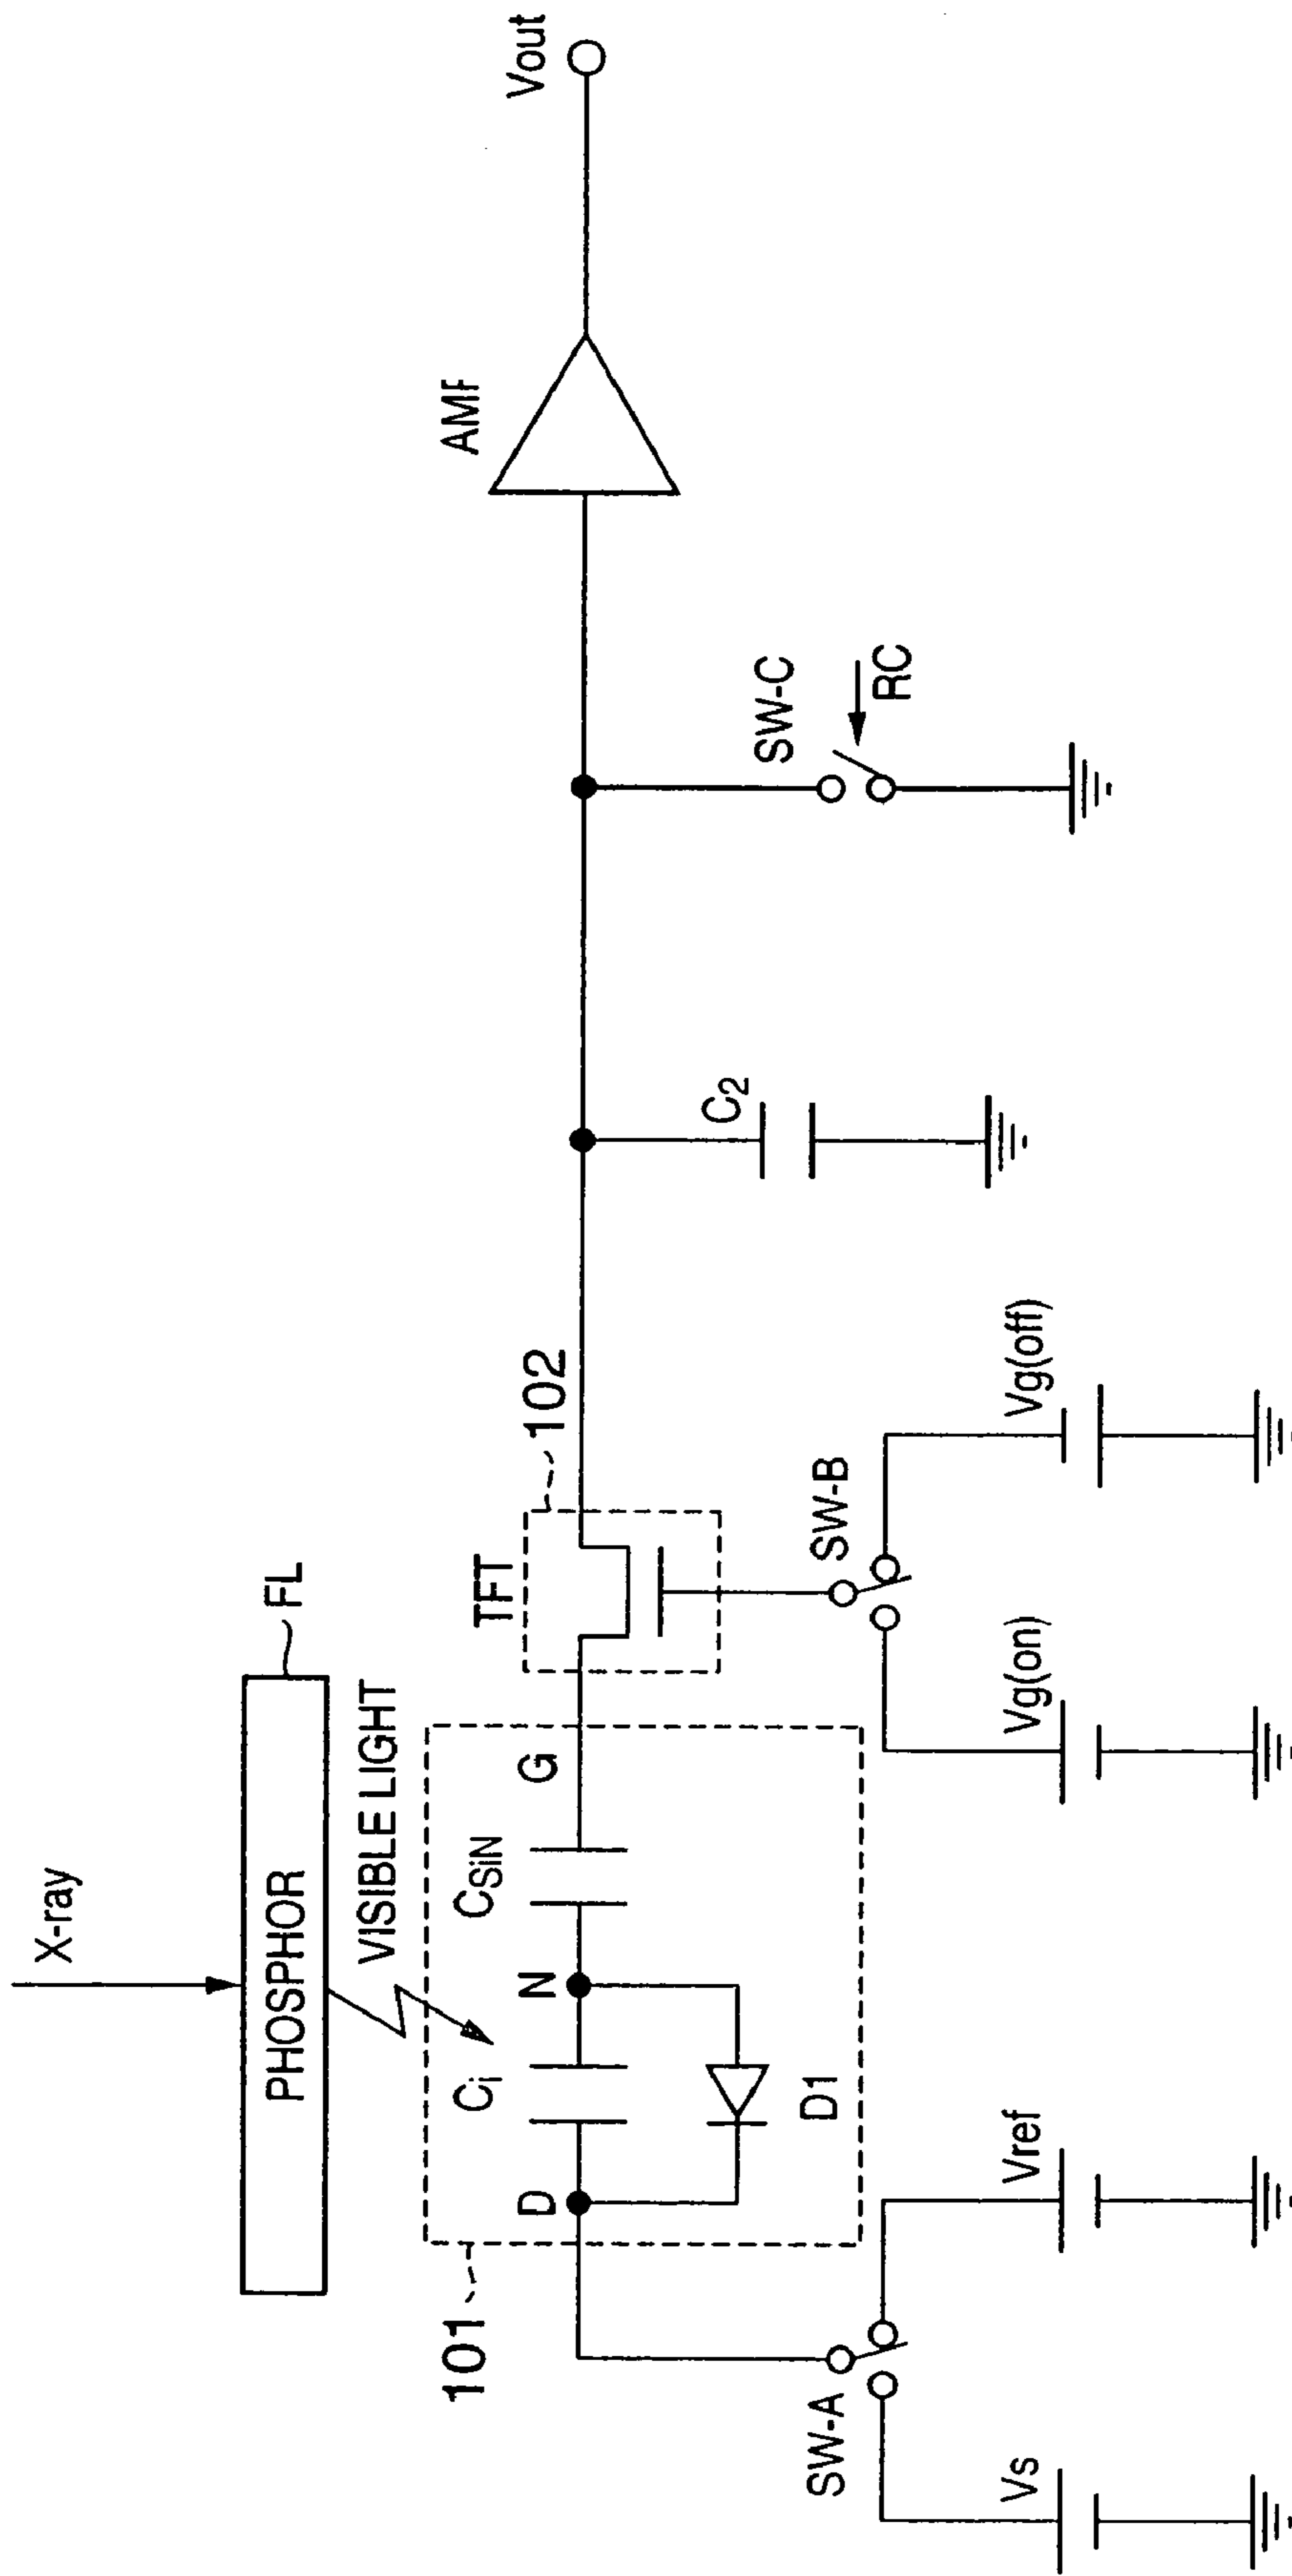 X-ray
PHOSPHOR
FL
VISIBLE LIGHT
101
D
Ci
N
CSiN
G
D1
TFT
102
C2
AMF
Vout
SW-A
SW-B
SW-C
RC
Vs
Vref
Vg(on)
Vg(off)